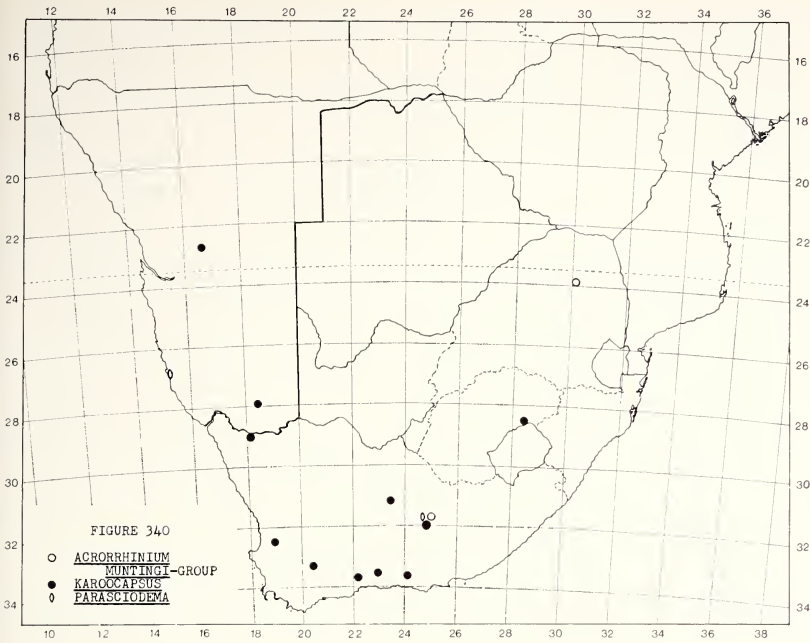 10 12 14 16 18 20 22 24 26 28 30 32 34 36
16 16
18 18
20 20
22 22
24 24
26 26
28 28
30 30
32 32
34 34
FIGURE 340
ACRORRHINIUM
MUNTINGI-GROUP
KAROOCAPSUS
PARASCIODEMA
10 12 14 16 18 20 22 24 26 28 30 32 34 36 38